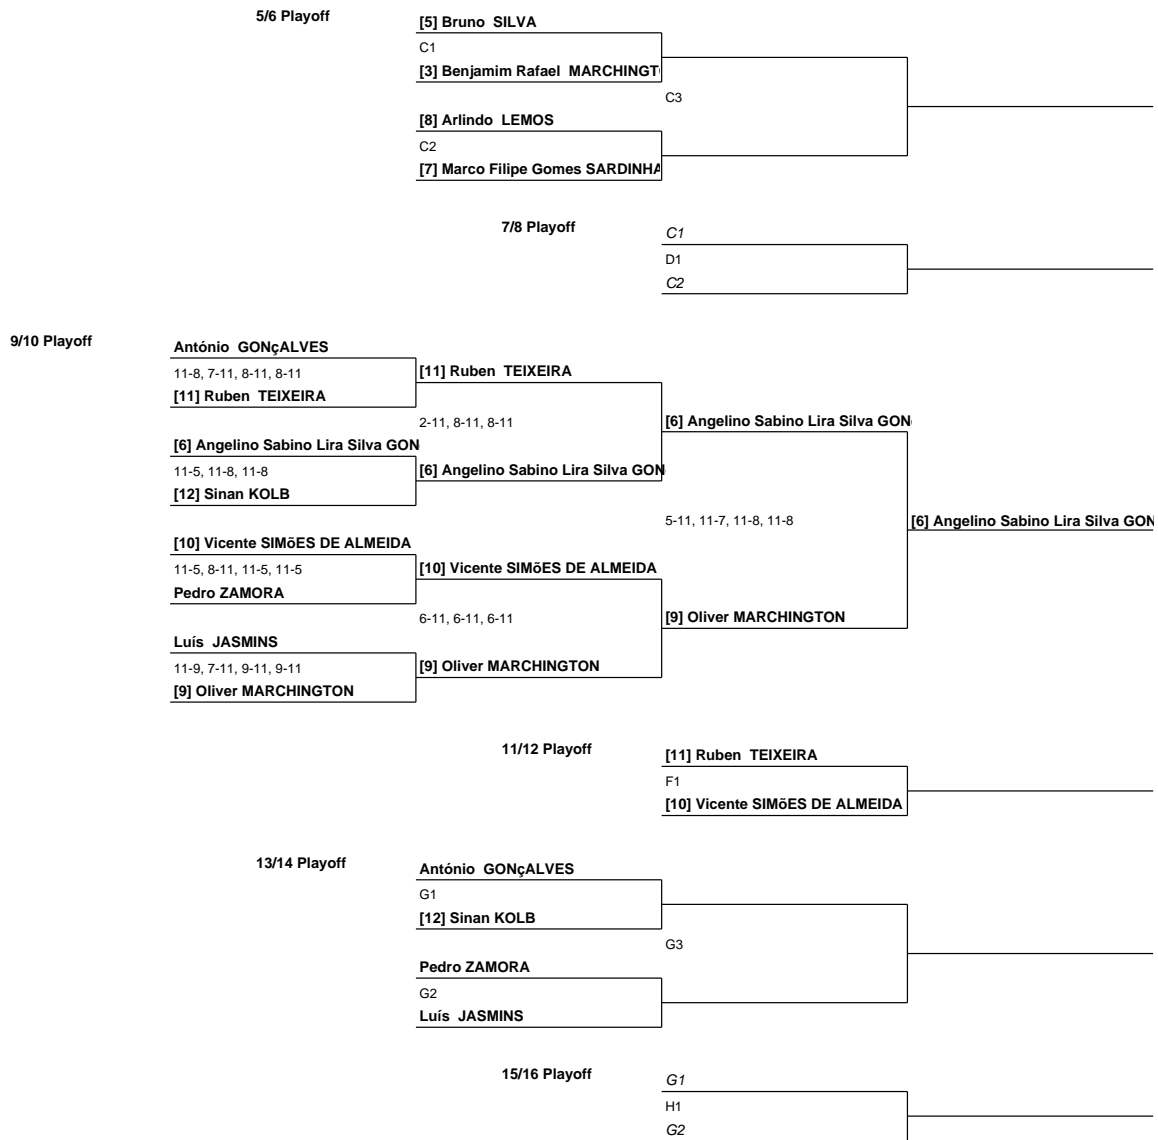 5/6 Playoff
[5] Bruno SILVA
C1
[3] Benjamim Rafael MARCHINGT
C3
[8] Arlindo LEMOS
C2
[7] Marco Filipe Gomes SARDINHA
7/8 Playoff
C1
D1
C2
9/10 Playoff
António GONçALVES
11-8, 7-11, 8-11, 8-11
[11] Ruben TEIXEIRA
[11] Ruben TEIXEIRA
2-11, 8-11, 8-11
[6] Angelino Sabino Lira Silva GON
[6] Angelino Sabino Lira Silva GON
11-5, 11-8, 11-8
[6] Angelino Sabino Lira Silva GON
[12] Sinan KOLB
5-11, 11-7, 11-8, 11-8
[6] Angelino Sabino Lira Silva GON
[10] Vicente SIMõES DE ALMEIDA
11-5, 8-11, 11-5, 11-5
[10] Vicente SIMõES DE ALMEIDA
Pedro ZAMORA
6-11, 6-11, 6-11
[9] Oliver MARCHINGTON
Luís JASMINS
11-9, 7-11, 9-11, 9-11
[9] Oliver MARCHINGTON
[9] Oliver MARCHINGTON
11/12 Playoff
[11] Ruben TEIXEIRA
F1
[10] Vicente SIMõES DE ALMEIDA
13/14 Playoff
António GONçALVES
G1
[12] Sinan KOLB
G3
Pedro ZAMORA
G2
Luís JASMINS
15/16 Playoff
G1
H1
G2